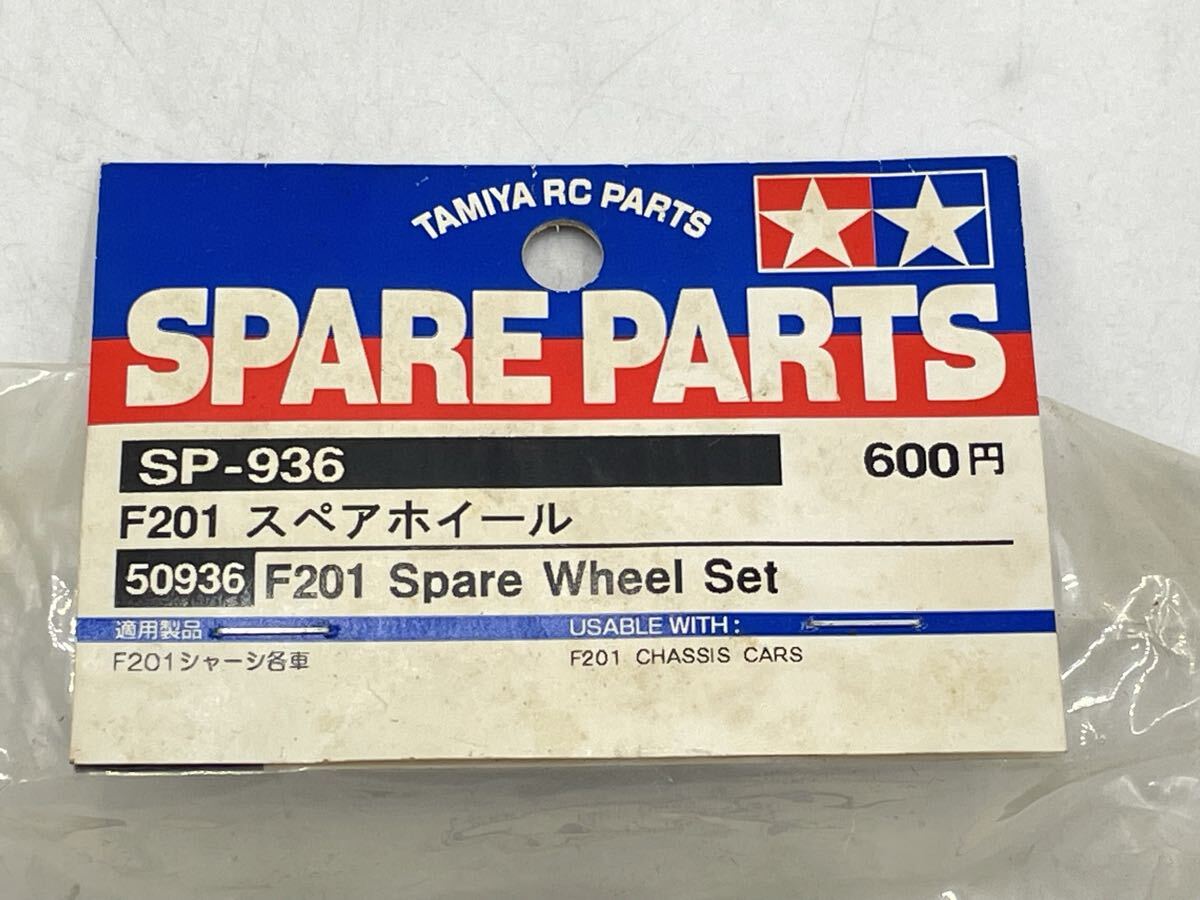 TAMIYA RC PARTS
SPARE PARTS
SP-936
600円
F201 スペアホイール
50936 F201 Spare Wheel Set
適用製品
F201シャーシ各車
USABLE WITH:
F201 CHASSIS CARS